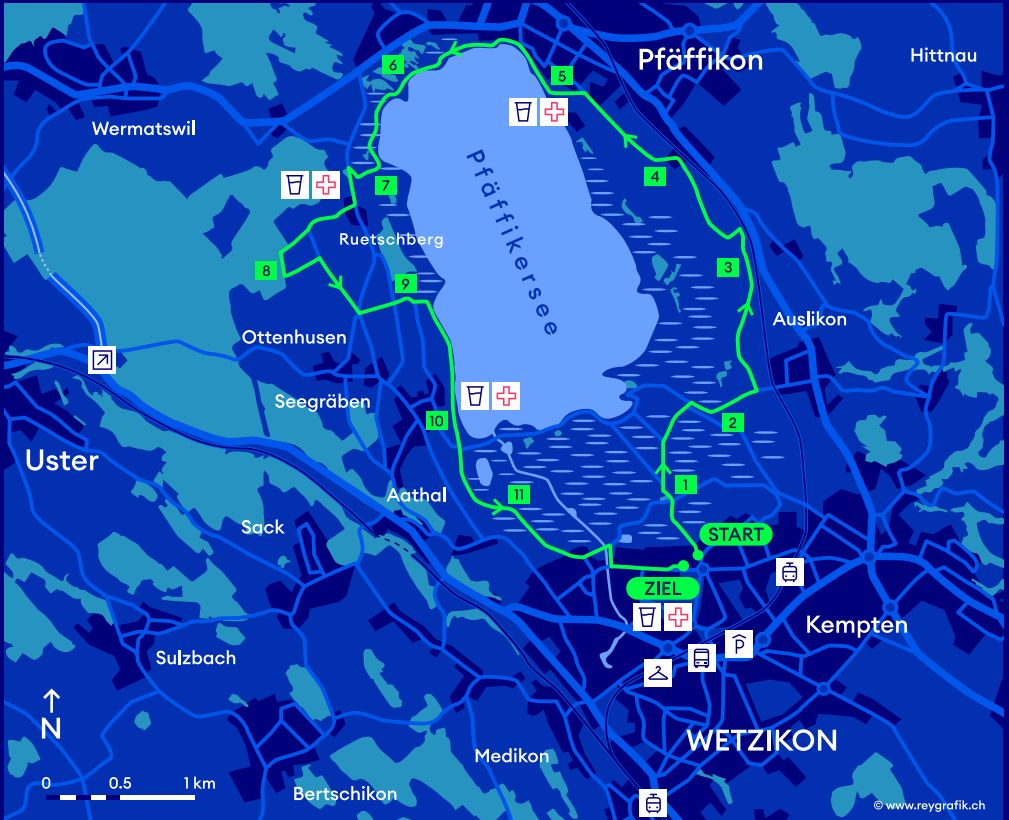 Pfäffikon
Hittnau
6
5
Wermatswil
4
7
Pfäffikersee
Ruetschberg
8
3
9
Auslikon
Ottenhusen
Seegräben
10
2
Uster
1
Aathal
11
Sack
START
ZIEL
P
Kempten
Sulzbach
N
WETZIKON
Medikon
0 0.5 1 km
Bertschikon
© www.reygrafik.ch